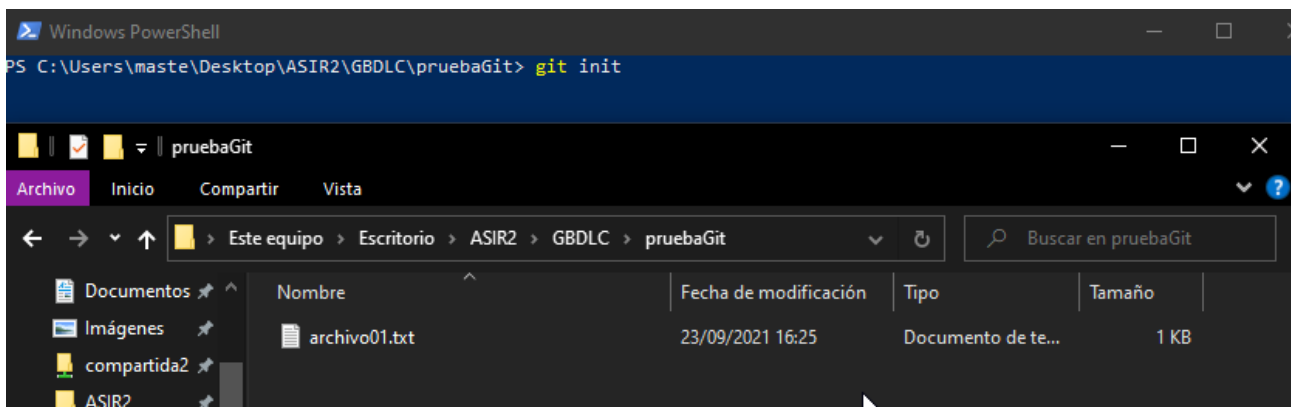 Windows PowerShell
PS C:\Users\maste\Desktop\ASIR2\GBDLC\pruebaGit> git init
pruebaGit
Archivo Inicio Compartir Vista
Este equipo > Escritorio > ASIR2 > GBDLC > pruebaGit Buscar en pruebaGit
Documentos Nombre Fecha de modificación Tipo Tamaño
Imágenes archivo01.txt 23/09/2021 16:25 Documento de te... 1 KB
compartida2
ASIR2